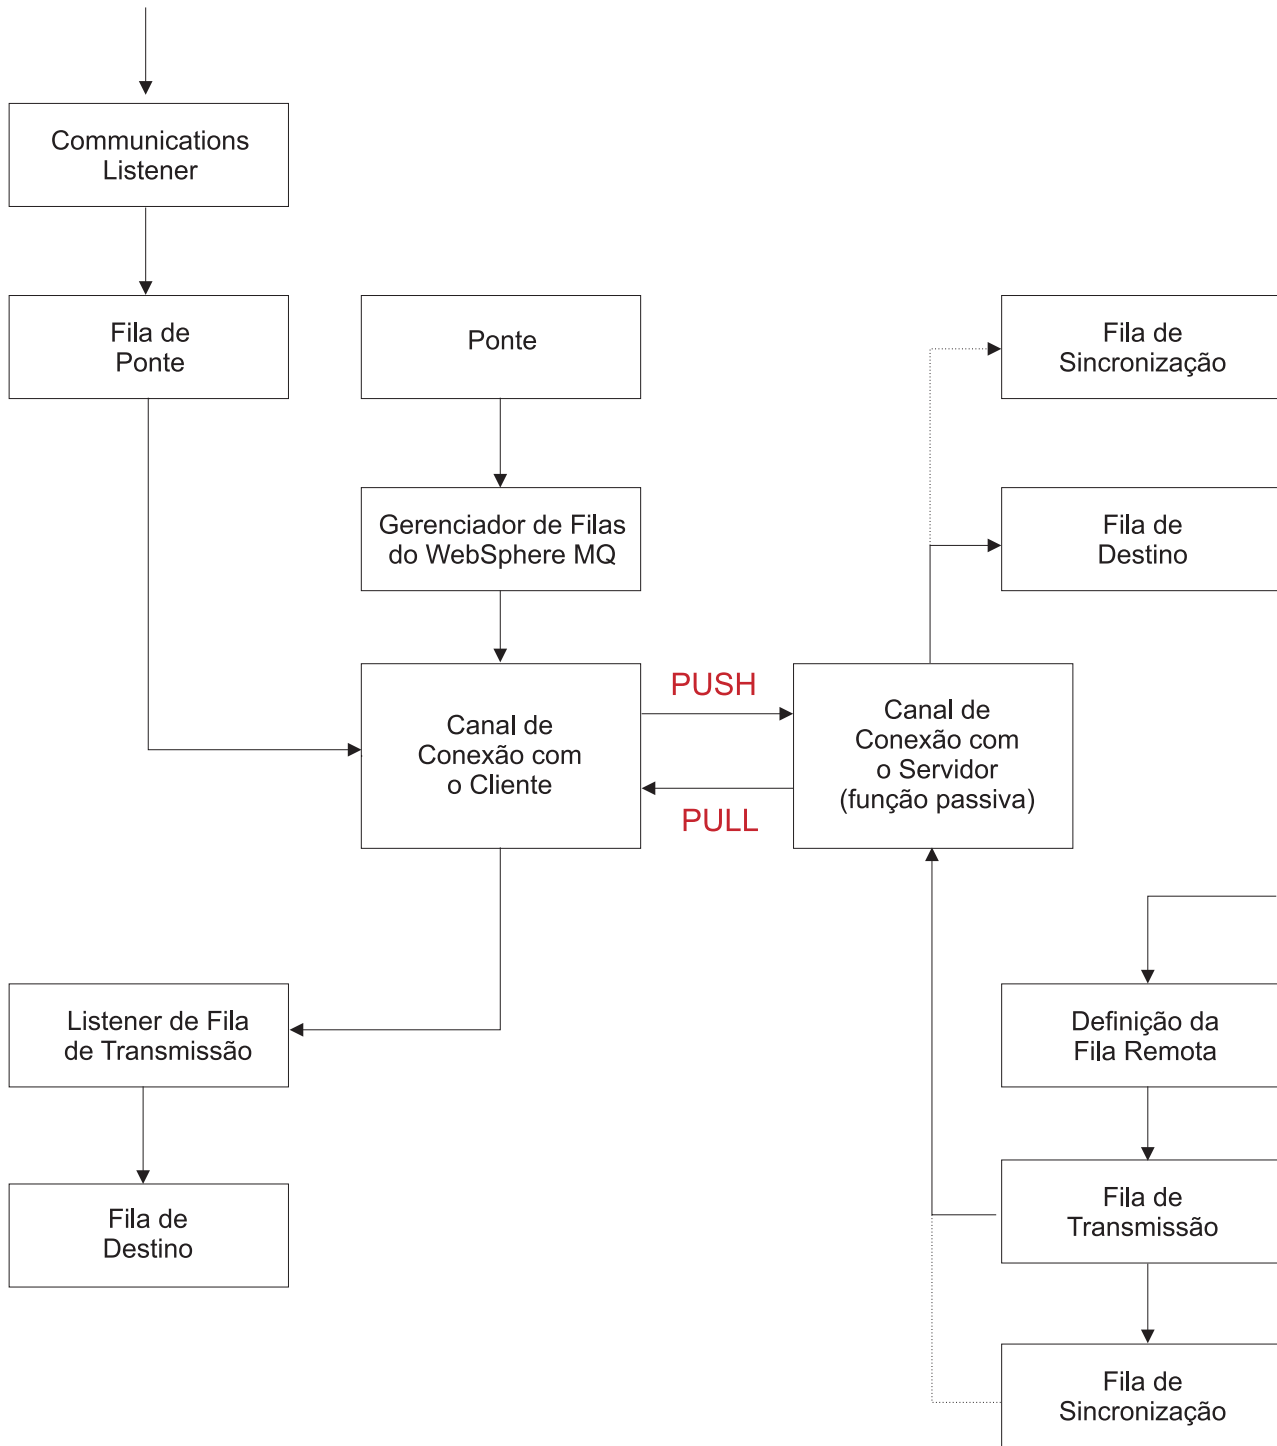 Communications
Listener
Fila de
Ponte
Ponte
Fila de
Sincronização
Gerenciador de Filas
do WebSphere MQ
Fila de
Destino
PUSH
Canal de
Conexão com
o Cliente
Canal de
Conexão com
o Servidor
(função passiva)
PULL
Listener de Fila
de Transmissão
Definição da
Fila Remota
Fila de
Destino
Fila de
Transmissão
Fila de
Sincronização